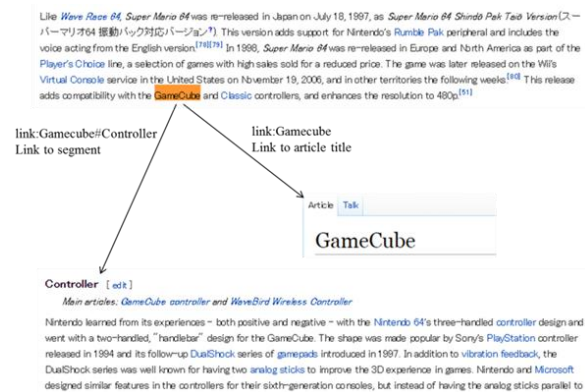 Like Wave Race 64, Super Mario 64 was re-released in Japan on July 18, 1997, as Super Mario 64 Shindō Pak Taiō Version (スー
パーマリオ64 振動パック対応バージョン?). This version adds support for Nintendo's Rumble Pak peripheral and includes the
voice acting from the English version.[78][79] In 1998, Super Mario 64 was re-released in Europe and North America as part of the
Player's Choice line, a selection of games with high sales sold for a reduced price. The game was later released on the Wii's
Virtual Console service in the United States on November 19, 2006, and in other territories the following weeks.[80] This release
adds compatibility with the GameCube and Classic controllers, and enhances the resolution to 480p.[51]
link:Gamecube#Controller
Link to segment
link:Gamecube
Link to article title
Article Talk
GameCube
Controller [edit]
Main articles: GameCube controller and WaveBird Wireless Controller
Nintendo learned from its experiences - both positive and negative - with the Nintendo 64's three-handled controller design and
went with a two-handled, "handlebar" design for the GameCube. The shape was made popular by Sony's PlayStation controller
released in 1994 and its follow-up DualShock series of gamepads introduced in 1997. In addition to vibration feedback, the
DualShock series was well known for having two analog sticks to improve the 3D experience in games. Nintendo and Microsoft
designed similar features in the controllers for their sixth-generation consoles, but instead of having the analog sticks parallel